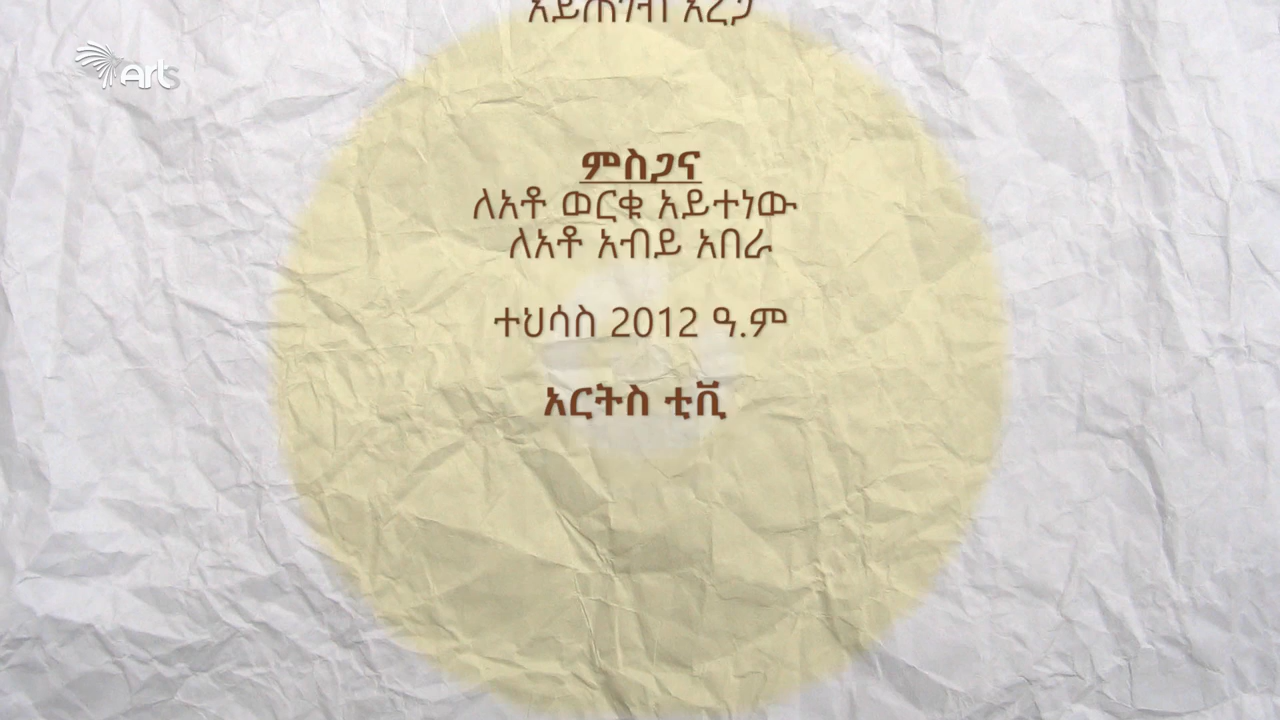 Arts
ምስጋና
ለአቶ ወርቁ አይተነው
ለአቶ አብይ አበራ
ተህሳስ 2012 ዓ.ም
አርትስ ቲቪ